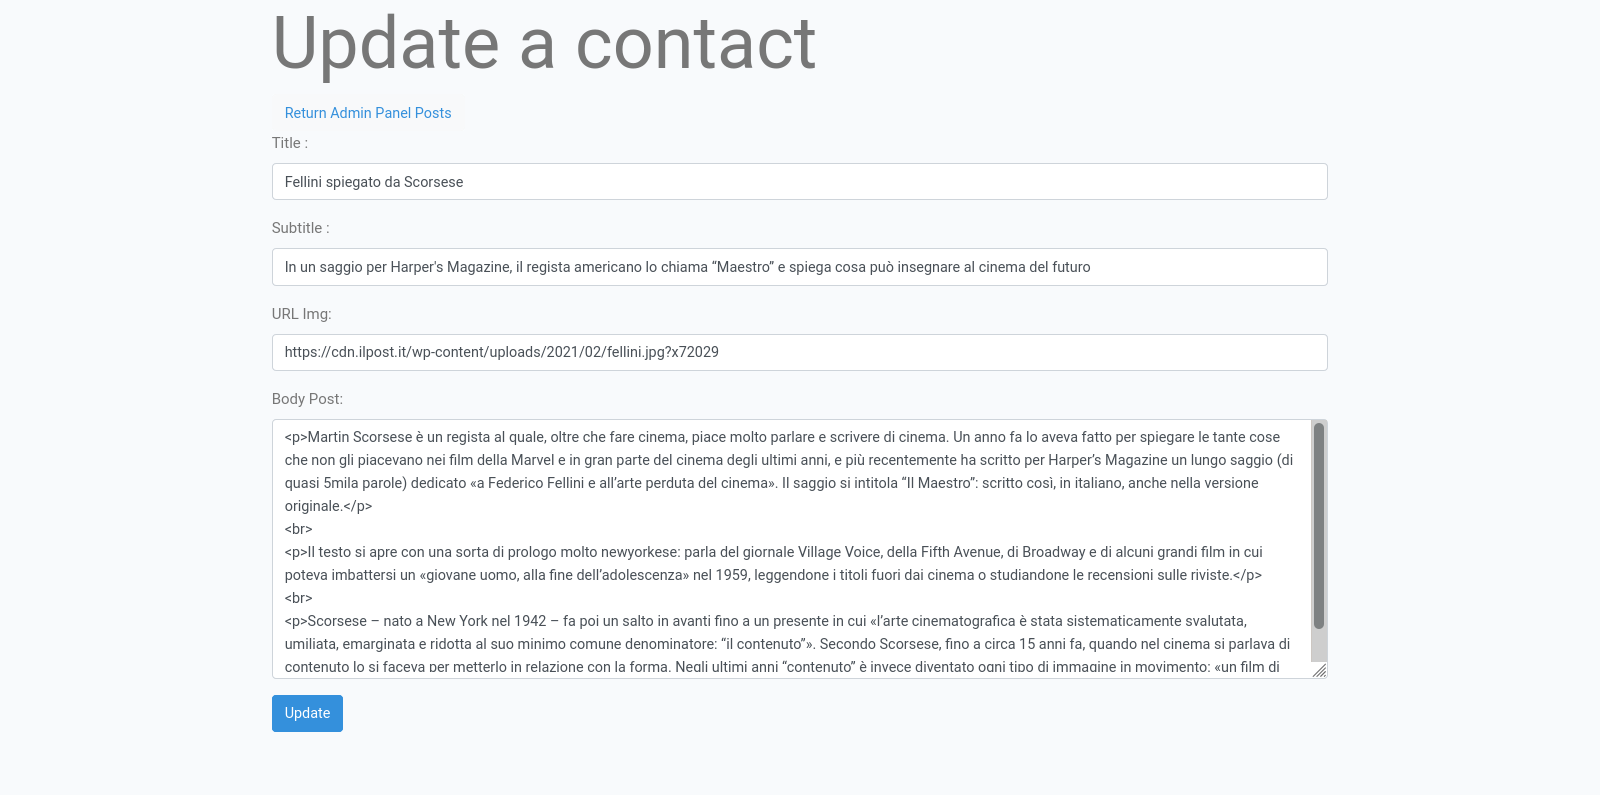 Update a contact
Return Admin Panel Posts
Title :
Fellini spiegato da Scorsese
Subtitle :
In un saggio per Harper's Magazine, il regista americano lo chiama “Maestro” e spiega cosa può insegnare al cinema del futuro
URL Img:
https://cdn.ilpost.it/wp-content/uploads/2021/02/fellini.jpg?x72029
Body Post:
<p>Martin Scorsese è un regista al quale, oltre che fare cinema, piace molto parlare e scrivere di cinema. Un anno fa lo aveva fatto per spiegare le tante cose
che non gli piacevano nei film della Marvel e in gran parte del cinema degli ultimi anni, e più recentemente ha scritto per Harper’s Magazine un lungo saggio (di
quasi 5mila parole) dedicato «a Federico Fellini e all’arte perduta del cinema». Il saggio si intitola “Il Maestro”: scritto così, in italiano, anche nella versione
originale.</p>
<br>
<p>Il testo si apre con una sorta di prologo molto newyorkese: parla del giornale Village Voice, della Fifth Avenue, di Broadway e di alcuni grandi film in cui
poteva imbattersi un «giovane uomo, alla fine dell’adolescenza» nel 1959, leggendone i titoli fuori dai cinema o studiandone le recensioni sulle riviste.</p>
<br>
<p>Scorsese – nato a New York nel 1942 – fa poi un salto in avanti fino a un presente in cui «l’arte cinematografica è stata sistematicamente svalutata,
umiliata, emarginata e ridotta al suo minimo comune denominatore: “il contenuto”». Secondo Scorsese, fino a circa 15 anni fa, quando nel cinema si parlava di
contenuto lo si faceva per metterlo in relazione con la forma. Negli ultimi anni “contenuto” è invece diventato ogni tipo di immagine in movimento: «un film di
Update